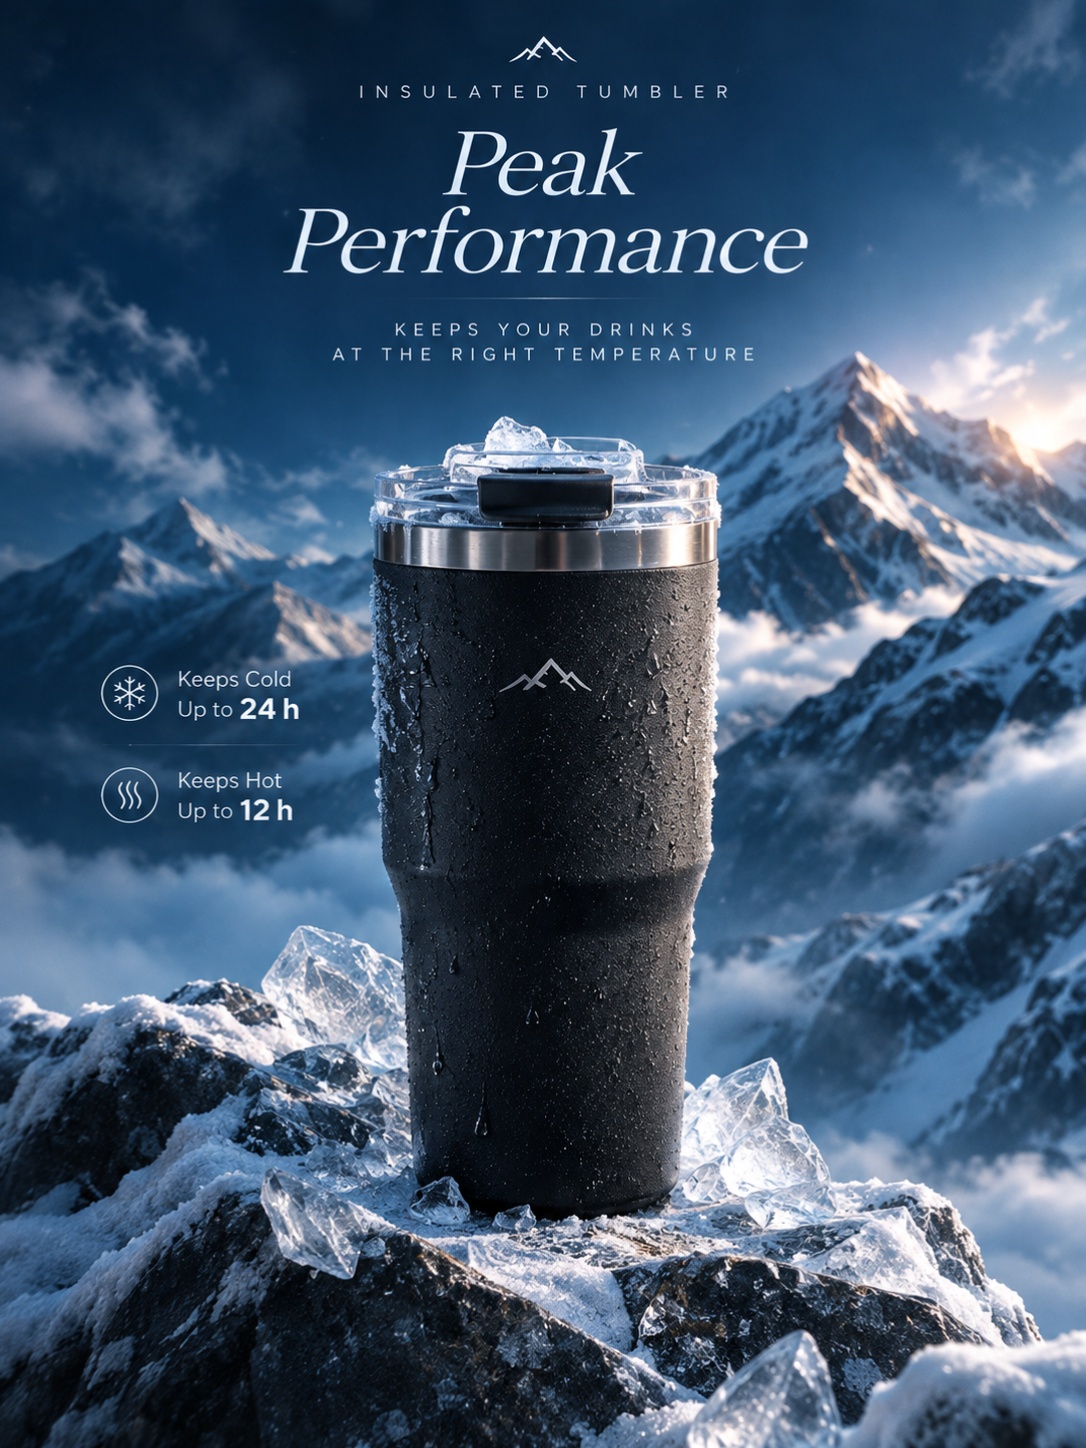 INSULATED TUMBLER
Peak
Performance
KEEPS YOUR DRINKS
AT THE RIGHT TEMPERATURE
Keeps Cold
Up to 24 h
Keeps Hot
Up to 12 h